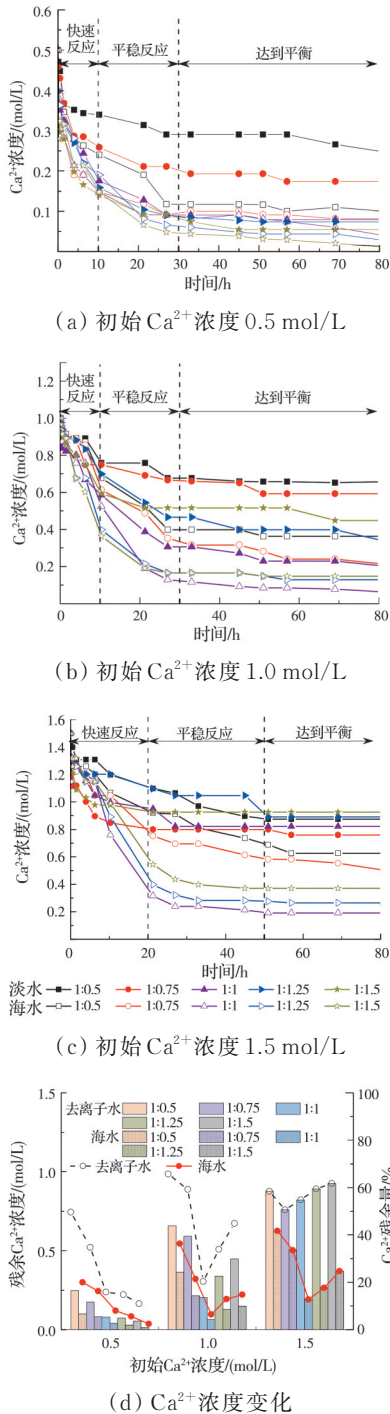 快速 平稳反应 达到平衡
反应
Ca²⁺浓度/(mol/L)
0.5
0.4
0.3
0.2
0.1
0 10 20 30 40 50 60 70 80
时间/h
(a) 初始Ca²⁺浓度0.5 mol/L
快速 平稳反应 达到平衡
反应
Ca²⁺浓度/(mol/L)
1.2
1.0
0.8
0.6
0.4
0.2
0 10 20 30 40 50 60 70 80
时间/h
(b) 初始Ca²⁺浓度1.0 mol/L
快速反应 平稳反应 达到平衡
Ca²⁺浓度/(mol/L)
1.6
1.4
1.2
1.0
0.8
0.6
0.4
0.2
0 20 40 60 80
时间/h
淡水 1:0.5 1:0.75 1:1 1:1.25 1:1.5
海水 1:0.5 1:0.75 1:1 1:1.25 1:1.5
(c) 初始Ca²⁺浓度1.5 mol/L
去离子水 1:0.5 1:0.75 1:1
1:1.25 1:1.5
海水 1:0.5 1:0.75 1:1
1:1.25 1:1.5
去离子水 海水
残余Ca²⁺浓度/(mol/L)
1.5
1.0
0.5
0.0
100
80
60
40
20
0
Ca²⁺残余量/%
0.5 1.0 1.5
初始Ca²⁺浓度/(mol/L)
(d) Ca²⁺浓度变化